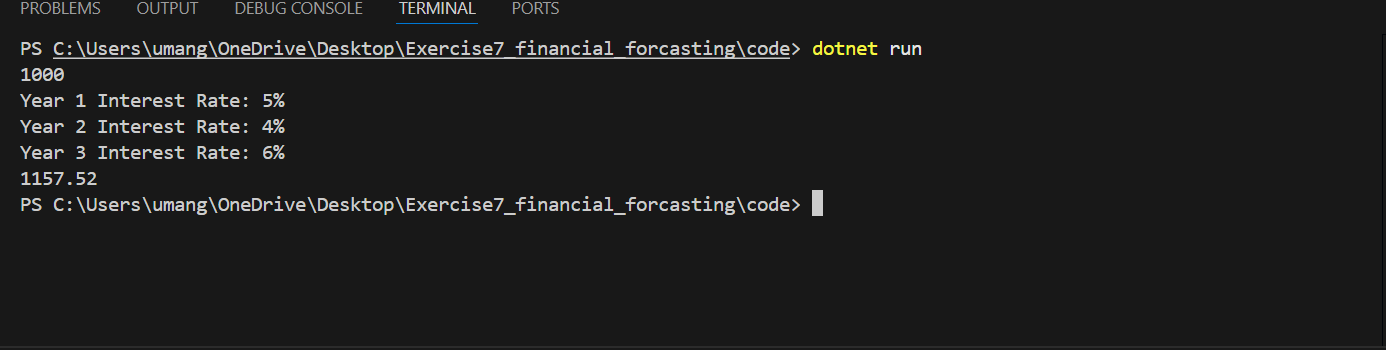 PROBLEMS OUTPUT DEBUG CONSOLE TERMINAL PORTS
PS C:\Users\umang\OneDrive\Desktop\Exercise7_financial_forcasting\code> dotnet run
1000
Year 1 Interest Rate: 5%
Year 2 Interest Rate: 4%
Year 3 Interest Rate: 6%
1157.52
PS C:\Users\umang\OneDrive\Desktop\Exercise7_financial_forcasting\code>